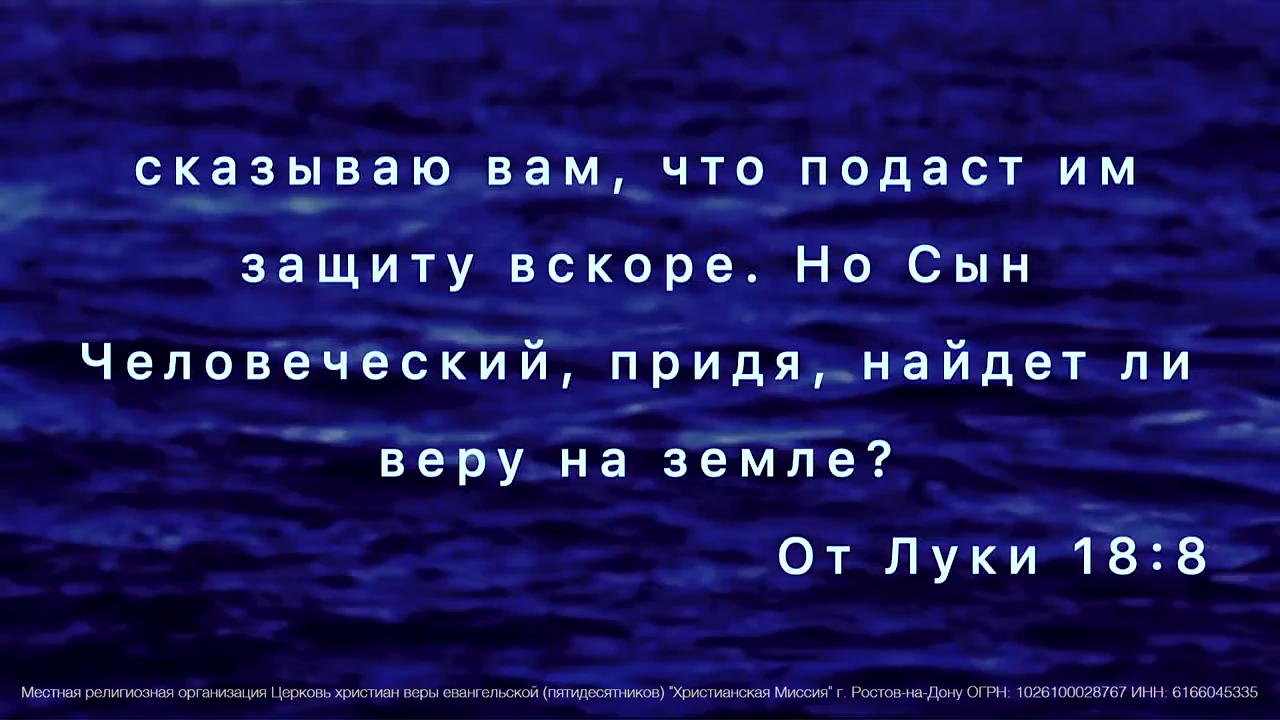 сказываю вам, что подаст им
защиту вскоре. Но Сын
Человеческий, придя, найдет ли
веру на земле?
От Луки 18:8
Местная религиозная организация Церковь христиан веры евангельской (пятидесятников) "Христианская Миссия" г. Ростов-на-Дону ОГРН: 1026100028767 ИНН: 6166045335